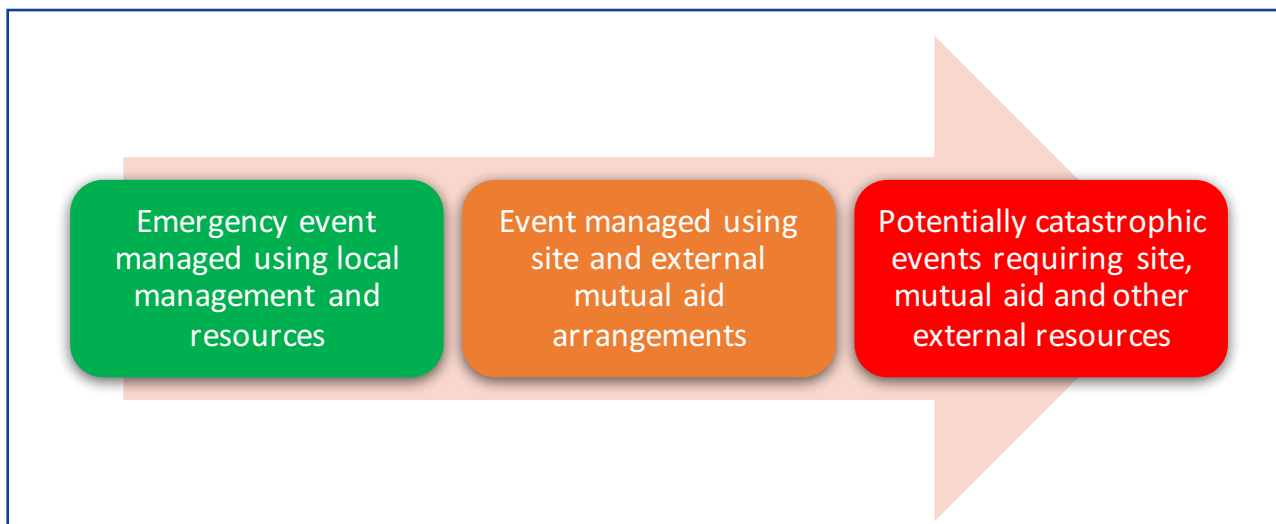 Emergency event
managed using local
management and
resources
Event managed using
site and external
mutual aid
arrangements
Potentially catastrophic
events requiring site,
mutual aid and other
external resources